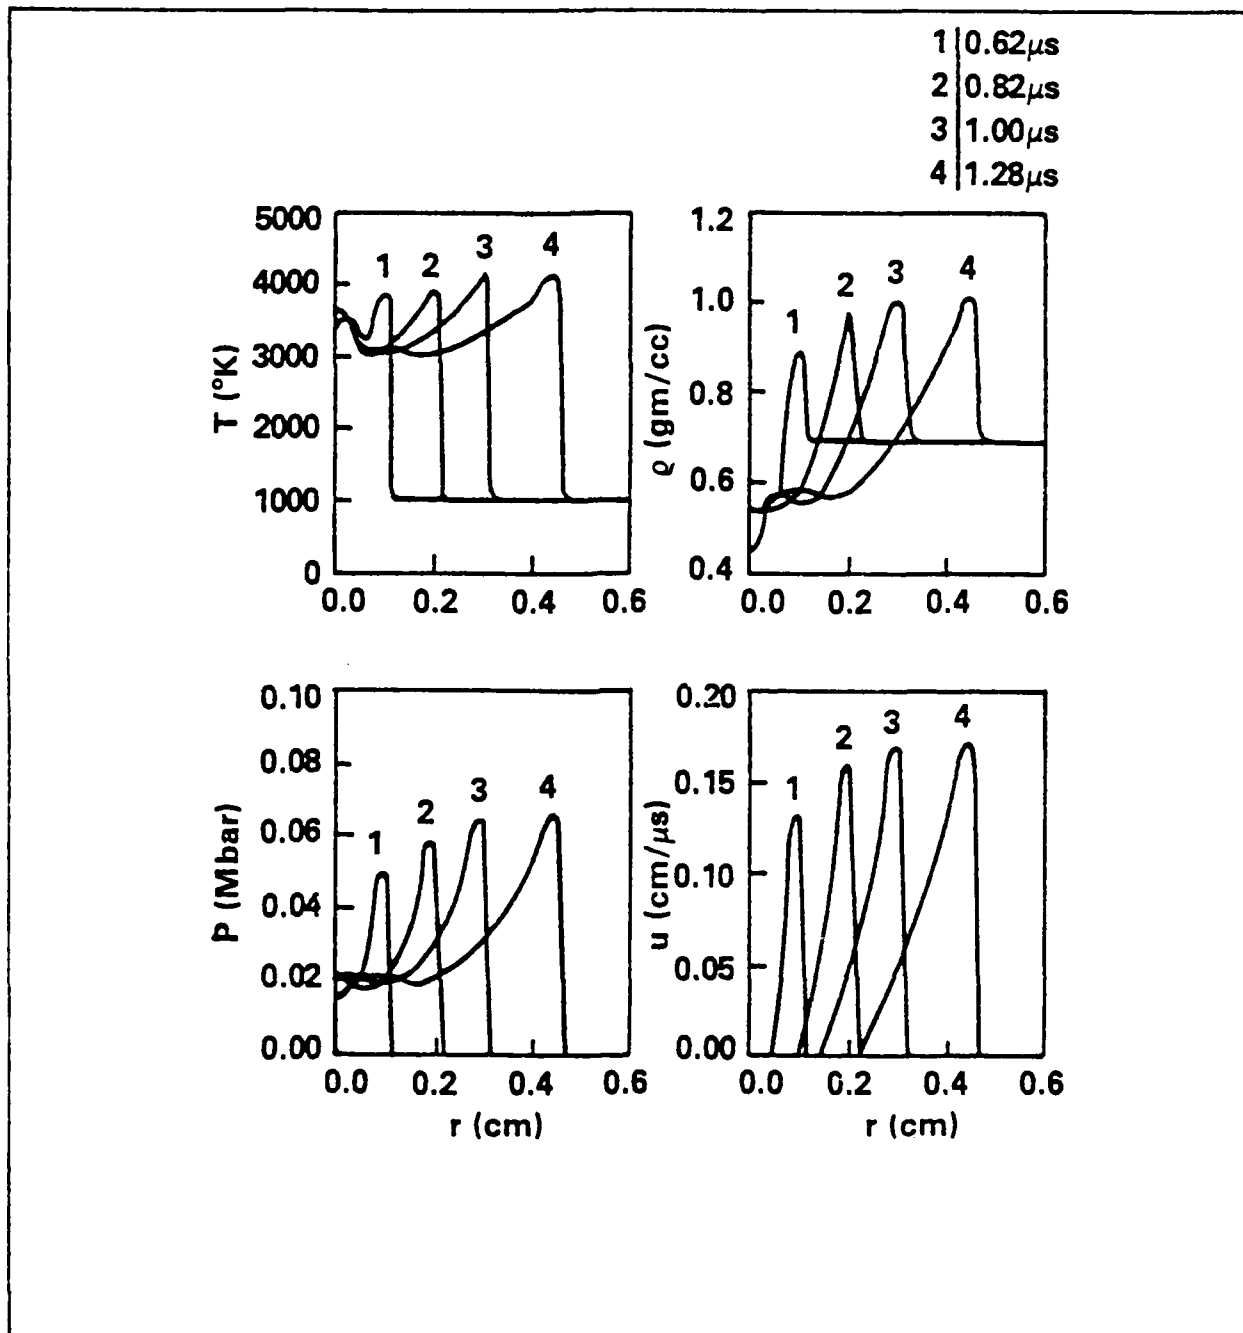 1 0.62μs
2 0.82μs
3 1.00μs
4 1.28μs
5000
4000
3000
2000
1000
0
T (°K)
1 2 3 4
0.0 0.2 0.4 0.6
1.2
1.0
0.8
0.6
0.4
ϱ (gm/cc)
1 2 3 4
0.0 0.2 0.4 0.6
0.10
0.08
0.06
0.04
0.02
0.00
P (Mbar)
1 2 3 4
0.0 0.2 0.4 0.6
r (cm)
0.20
0.15
0.10
0.05
0.00
u (cm/μs)
1 2 3 4
0.0 0.2 0.4 0.6
r (cm)